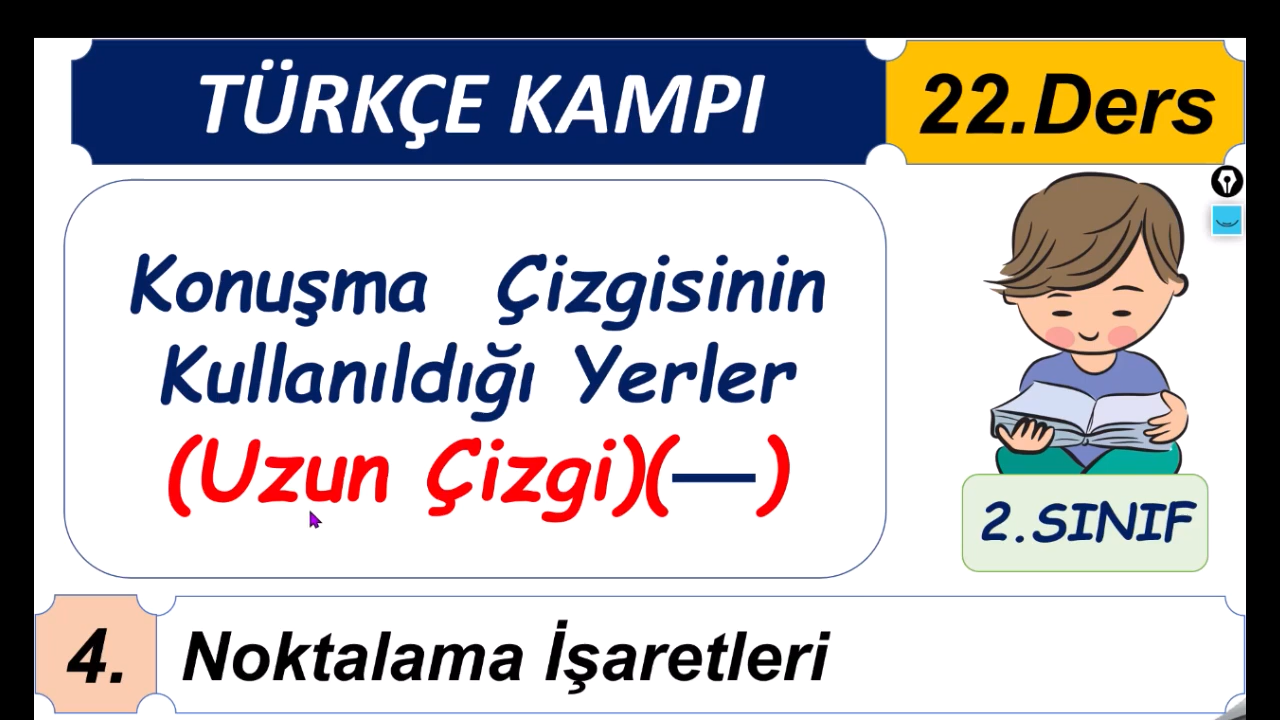 TÜRKÇE KAMPI
22.Ders
Konuşma Çizgisinin
Kullanıldığı Yerler
(Uzun Çizgi)(—)
2.SINIF
4.
Noktalama İşaretleri